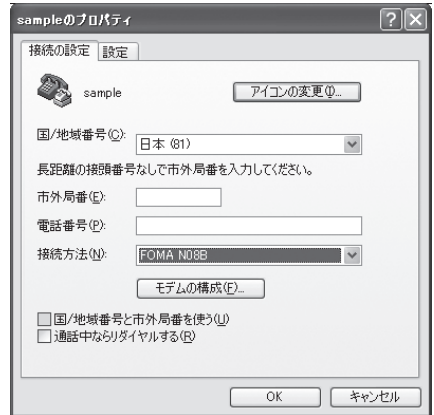 sampleのプロパティ
接続の設定 設定
sample アイコンの変更(I)...
国/地域番号(C): 日本 (81)
長距離の接頭番号なしで市外局番を入力してください。
市外局番(E):
電話番号(P):
接続方法(N): FOMA N08B
モデムの構成(F)...
国/地域番号と市外局番を使う(U)
通話中ならリダイヤルする(R)
OK キャンセル